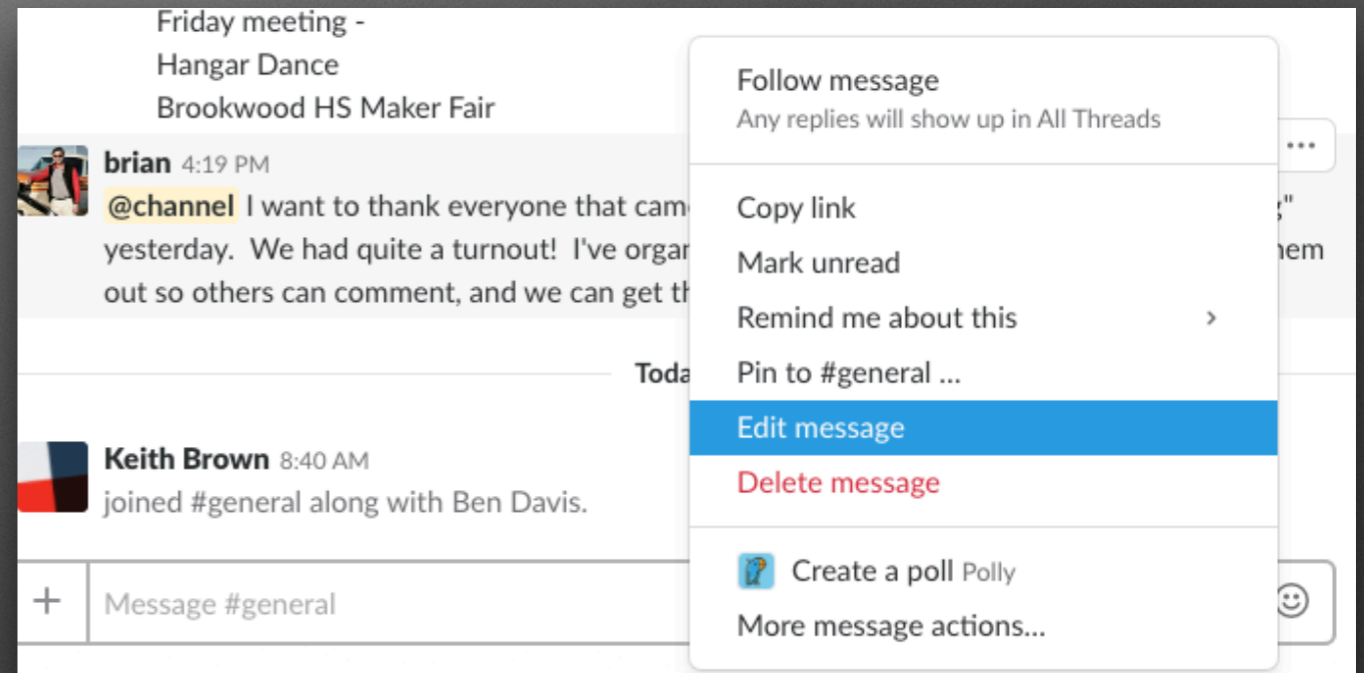 Friday meeting -
Hangar Dance
Brookwood HS Maker Fair
brian 4:19 PM
@channel I want to thank everyone that
yesterday. We had quite a turnout! I've
out so others can comment, and we can get
Keith Brown 8:40 AM
joined #general along with Ben Davis.
Message #general
Follow message
Any replies will show up in All Threads
Copy link
Mark unread
Remind me about this
Pin to #general ...
Edit message
Delete message
Create a poll Polly
More message actions...